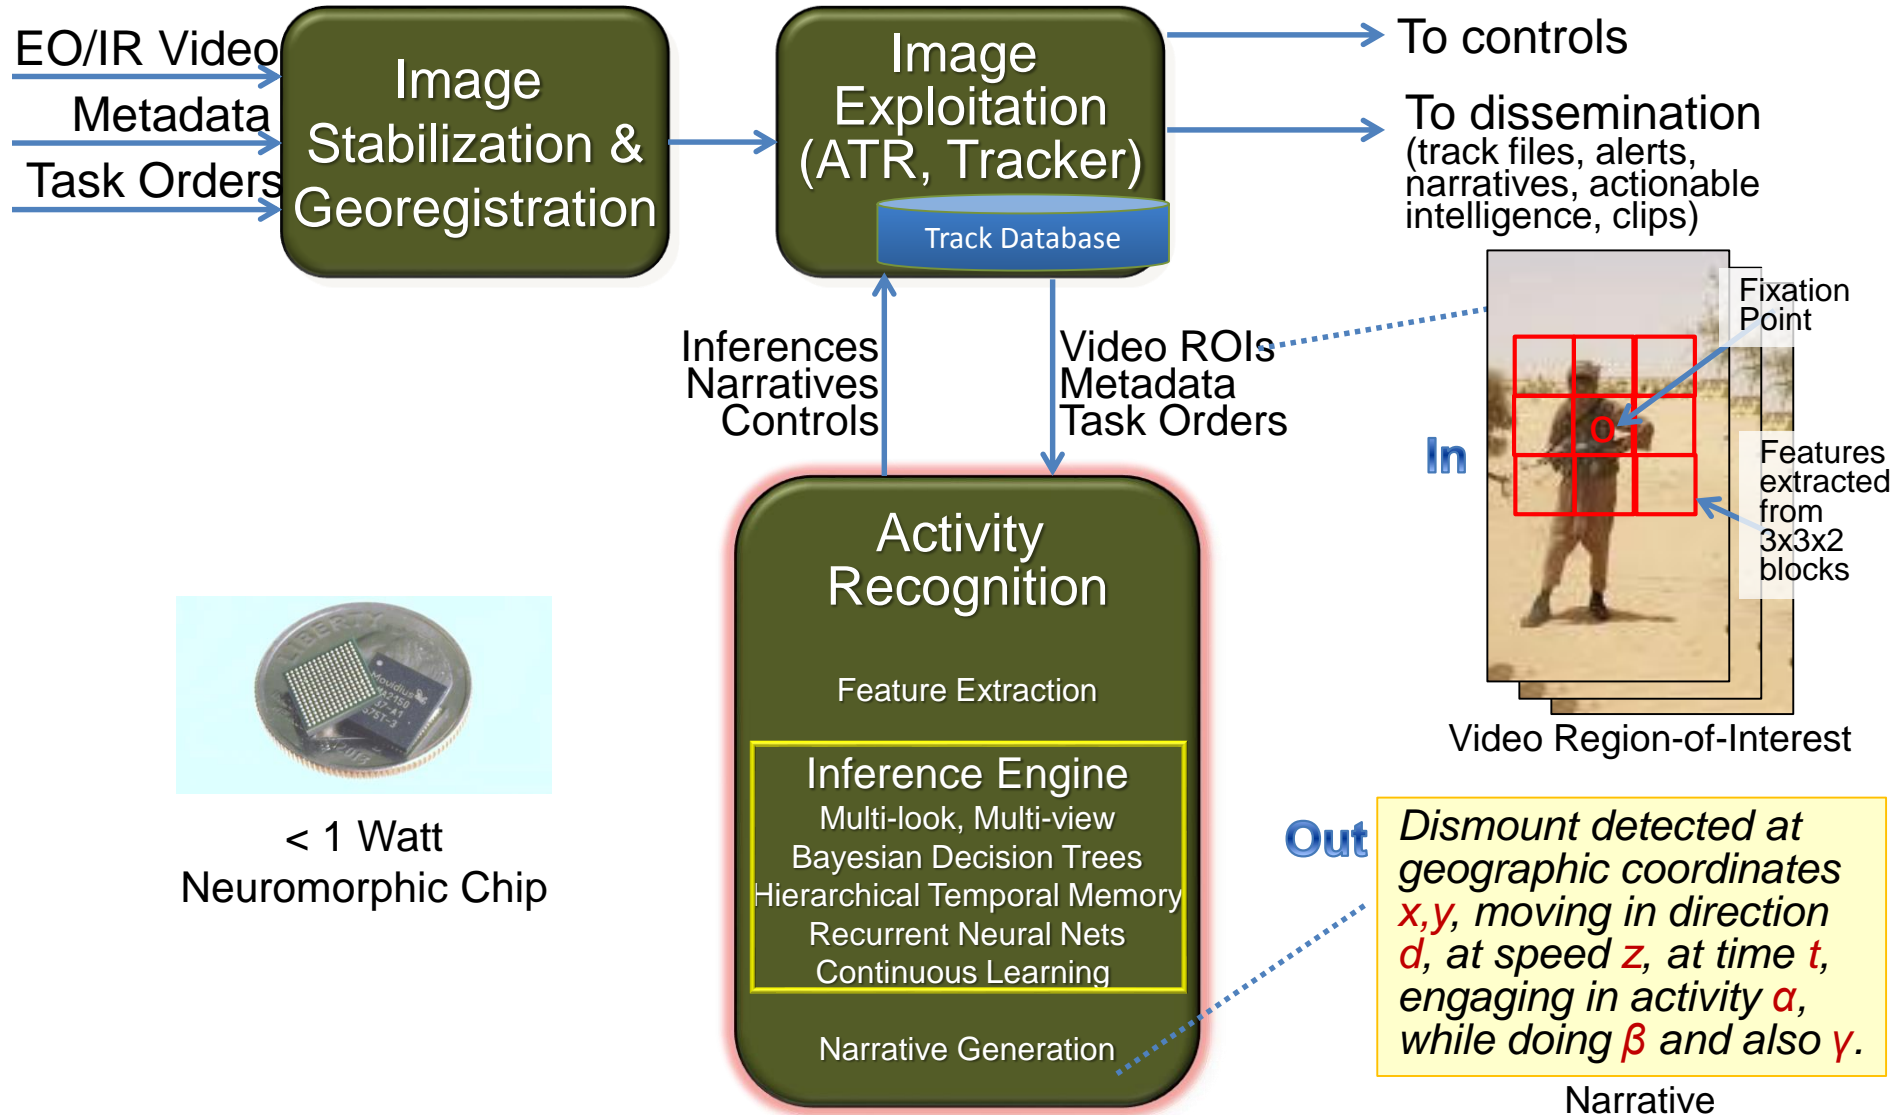 EO/IR Video
Metadata
Task Orders
Image
Stabilization &
Georegistration
Image
Exploitation
(ATR, Tracker)
Track Database
To controls
To dissemination
(track files, alerts,
narratives, actionable
intelligence, clips)
Inferences
Narratives
Controls
Video ROIs
Metadata
Task Orders
Fixation
Point
In
O
Features
extracted
from
3x3x2
blocks
Video Region-of-Interest
Activity
Recognition
Feature Extraction
Inference Engine
Multi-look, Multi-view
Bayesian Decision Trees
Hierarchical Temporal Memory
Recurrent Neural Nets
Continuous Learning
Narrative Generation
LIBERTY
Movidius
MA2150
< 1 Watt
Neuromorphic Chip
Out
Dismount detected at
geographic coordinates
x,y, moving in direction
d, at speed z, at time t,
engaging in activity α,
while doing β and also γ.
Narrative